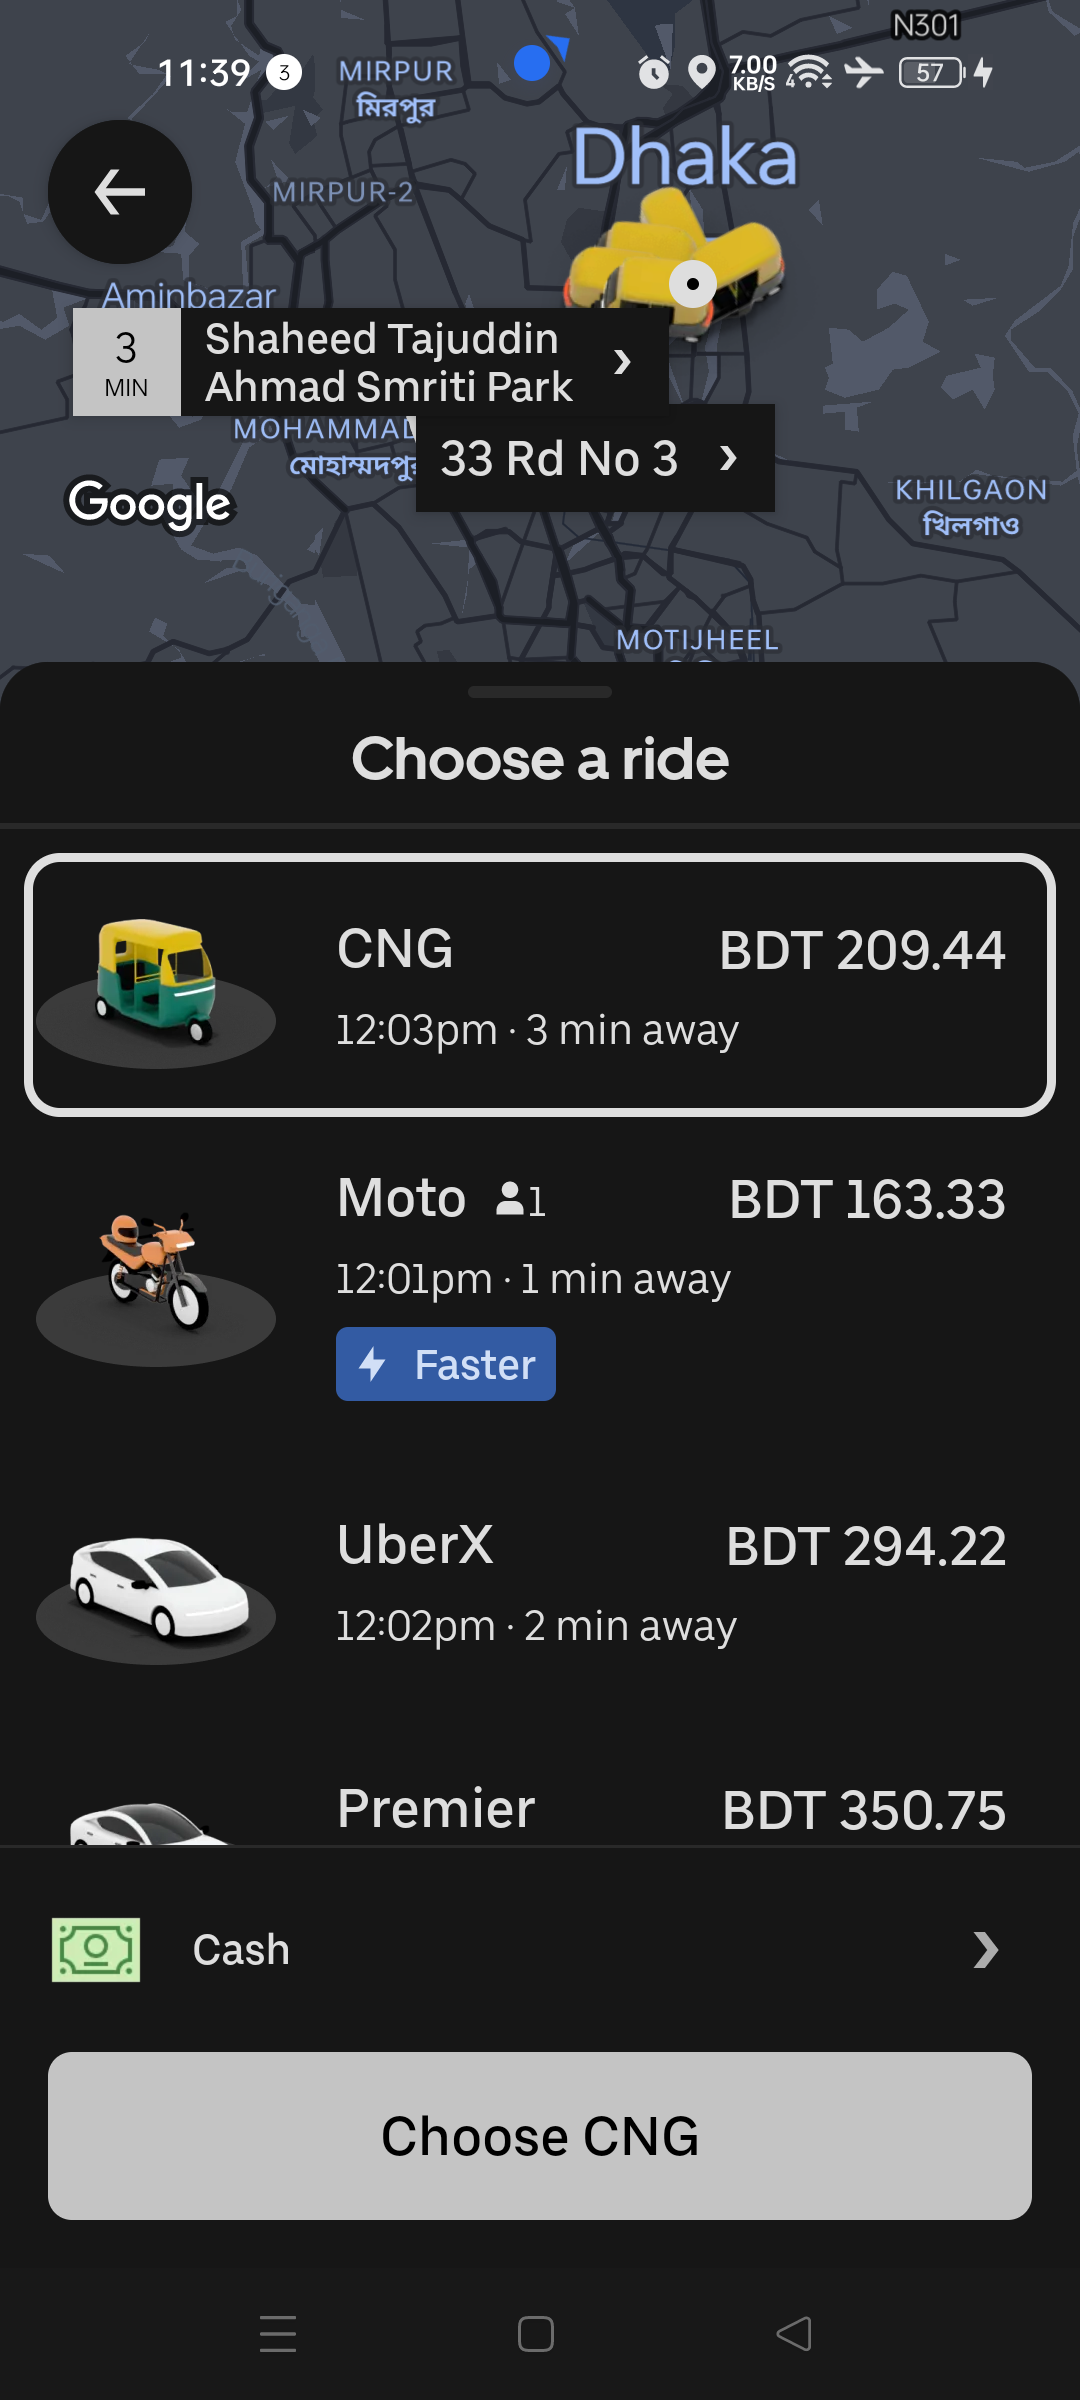 N301
11:39 3
7.00
KB/S
4
57
MIRPUR
মিরপুর
Dhaka
MIRPUR-2
Aminbazar
3
MIN
Shaheed Tajuddin
Ahmad Smriti Park
33 Rd No 3
Google
KHILGAON
খিলগাও
MOTIJHEEL
Choose a ride
CNG BDT 209.44
12:03pm · 3 min away
Moto 1 BDT 163.33
12:01pm · 1 min away
Faster
UberX BDT 294.22
12:02pm · 2 min away
Premier BDT 350.75
Cash
Choose CNG